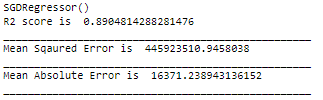 SGDRegressor()
R2 score is  0.8904814288281476
Mean Sqaured Error is  445923510.9458038
Mean Absolute Error is  16371.238943136152